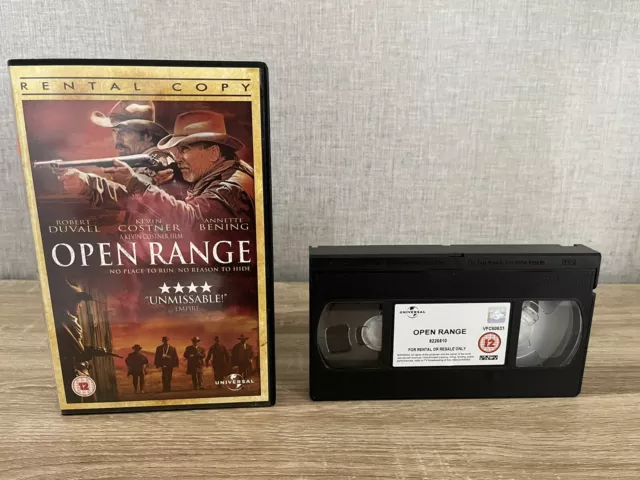 RENTAL COPY
ROBERT DUVALL
KEVIN COSTNER
ANNETTE BENING
A KEVIN COSTNER FILM
OPEN RANGE
NO PLACE TO RUN NO REASON TO HIDE
"UNMISSABLE!"
EMPIRE
12
UNIVERSAL
UNIVERSAL
OPEN RANGE
FOR RENTAL OR RESALE ONLY
12